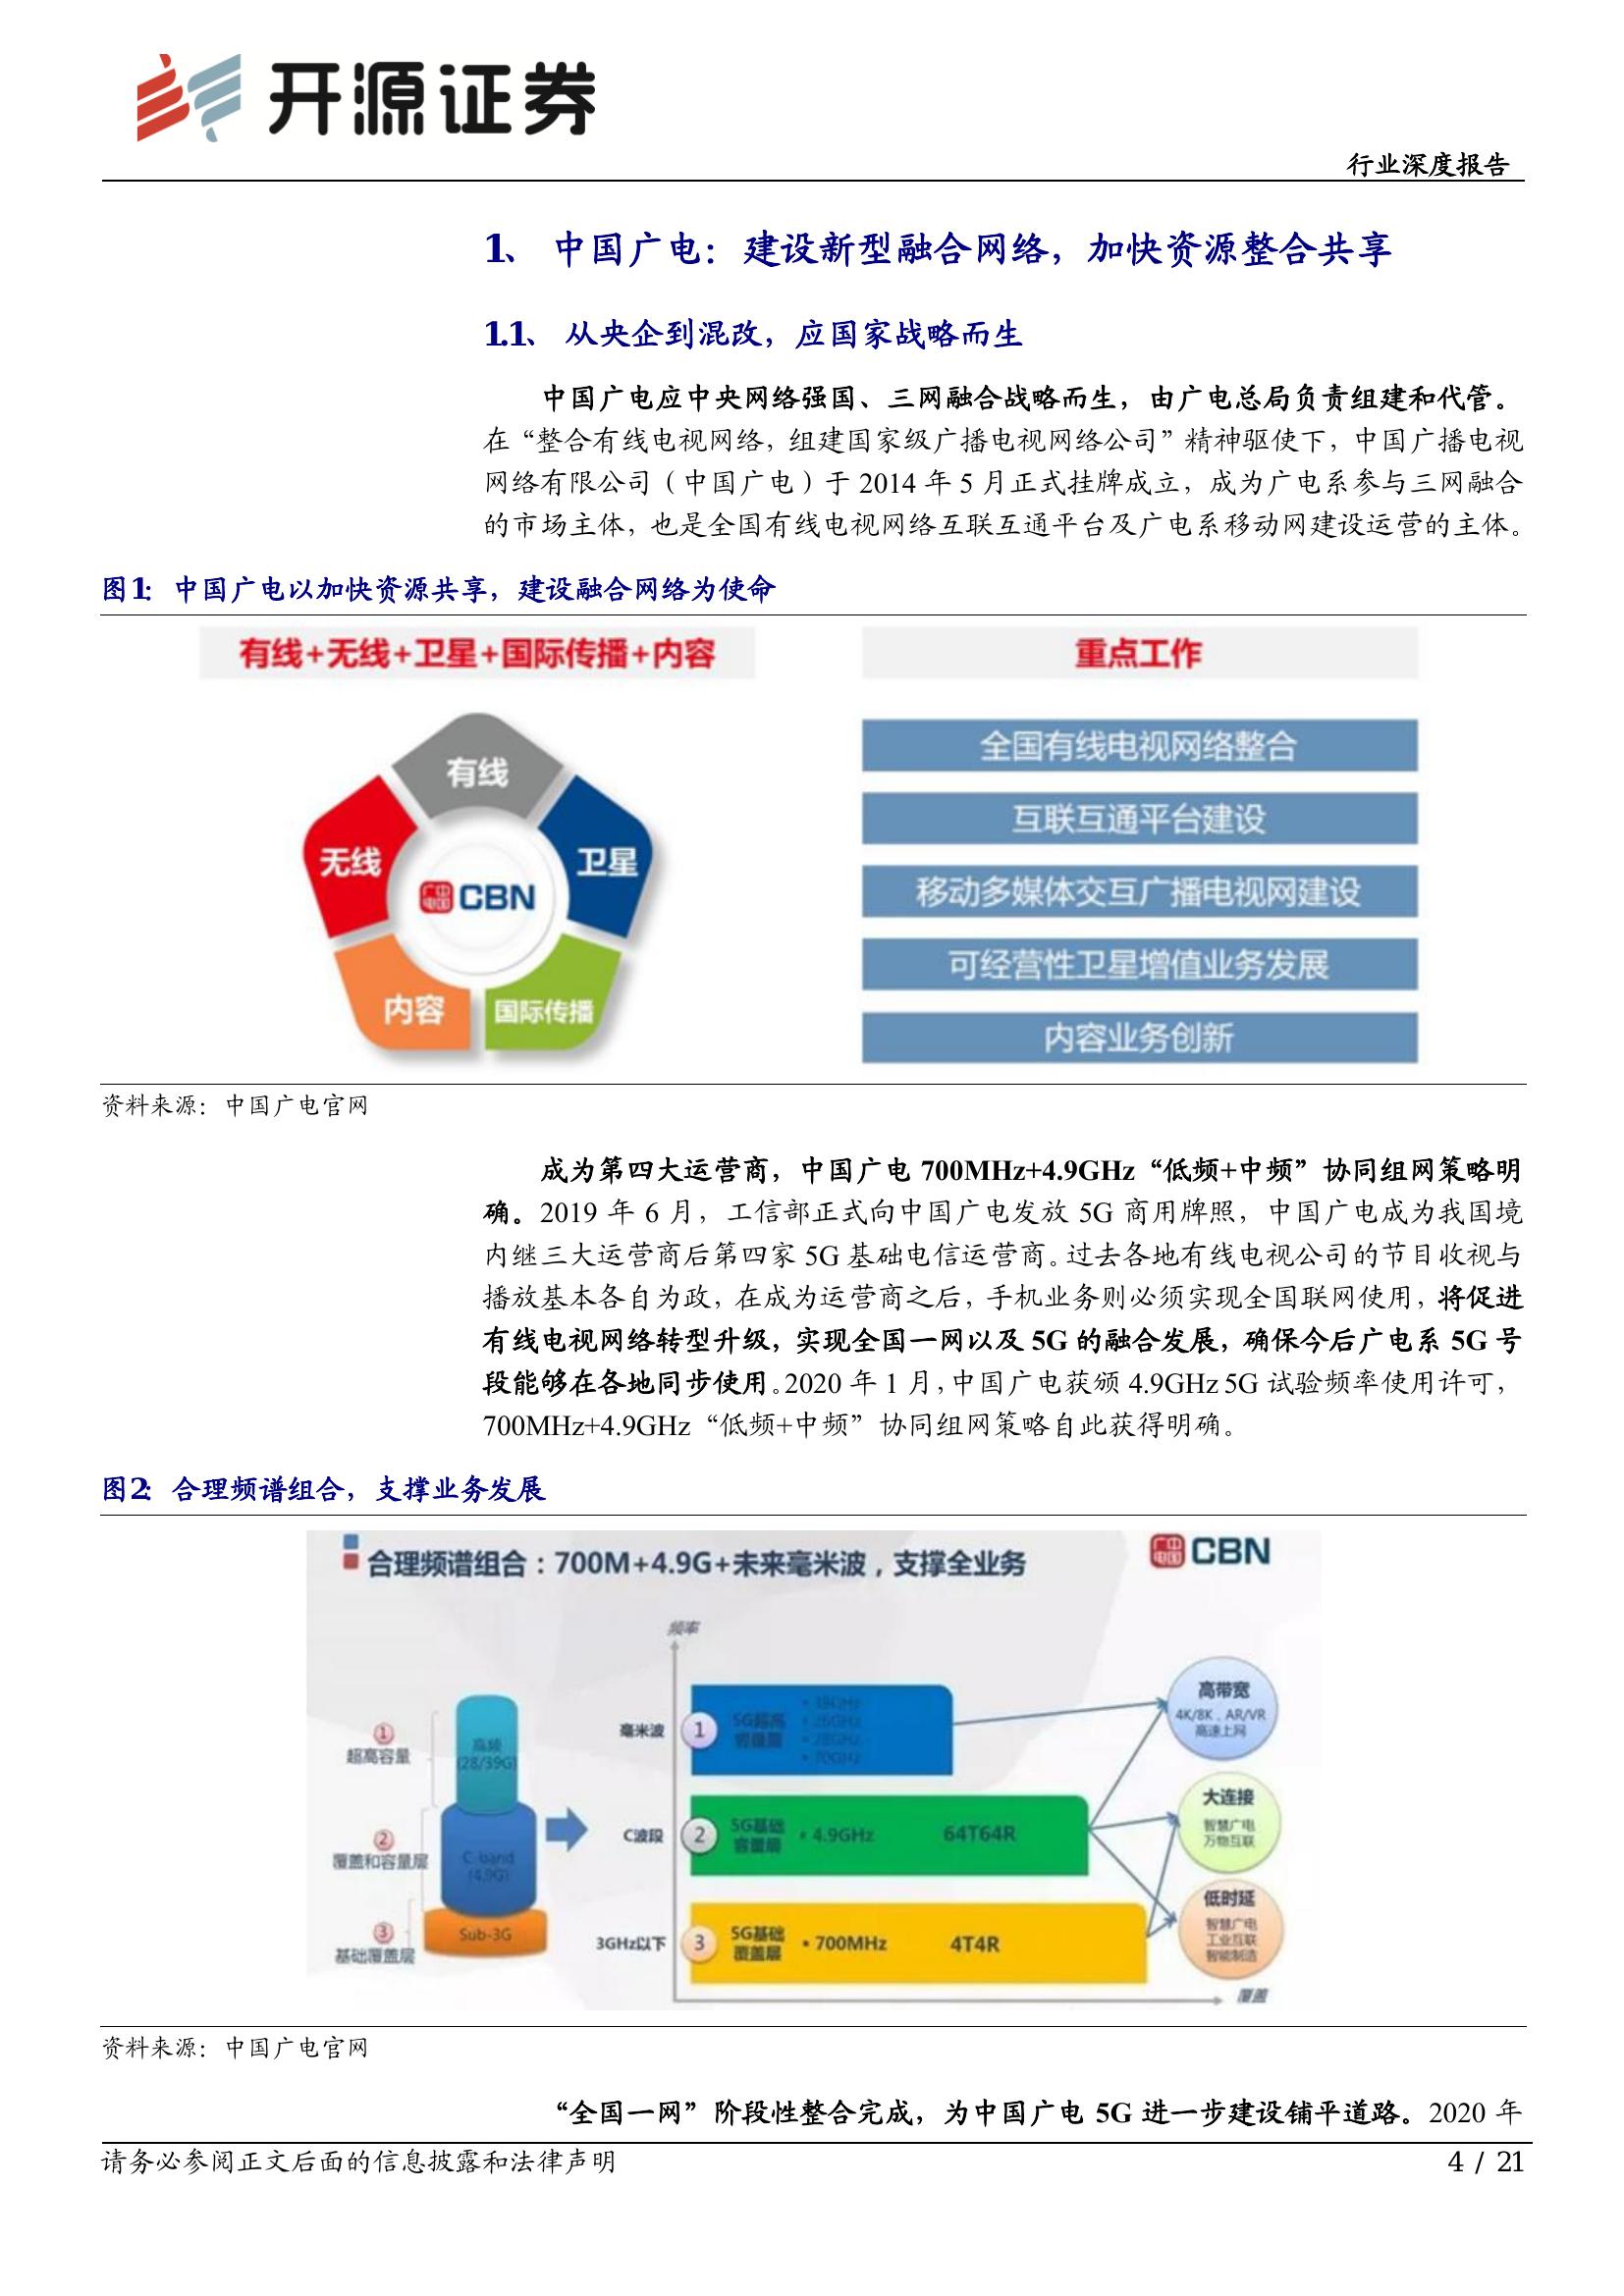 开源证券
行业深度报告
1、 中国广电：建设新型融合网络，加快资源整合共享
1.1、 从央企到混改，应国家战略而生
中国广电应中央网络强国、三网融合战略而生，由广电总局负责组建和代管。
在“整合有线电视网络，组建国家级广播电视网络公司”精神驱使下，中国广播电视
网络有限公司（中国广电）于 2014 年 5 月正式挂牌成立，成为广电系参与三网融合
的市场主体，也是全国有线电视网络互联互通平台及广电系移动网建设运营的主体。
图1：中国广电以加快资源共享，建设融合网络为使命
有线+无线+卫星+国际传播+内容
重点工作
有线
无线
卫星
中国广电 CBN
内容
国际传播
全国有线电视网络整合
互联互通平台建设
移动多媒体交互广播电视网建设
可经营性卫星增值业务发展
内容业务创新
资料来源：中国广电官网
成为第四大运营商，中国广电 700MHz+4.9GHz“低频+中频”协同组网策略明
确。2019 年 6 月，工信部正式向中国广电发放 5G 商用牌照，中国广电成为我国境
内继三大运营商后第四家 5G 基础电信运营商。过去各地有线电视公司的节目收视与
播放基本各自为政，在成为运营商之后，手机业务则必须实现全国联网使用，将促进
有线电视网络转型升级，实现全国一网以及 5G 的融合发展，确保今后广电系 5G 号
段能够在各地同步使用。2020 年 1 月，中国广电获颁 4.9GHz 5G 试验频率使用许可，
700MHz+4.9GHz“低频+中频”协同组网策略自此获得明确。
图2：合理频谱组合，支撑业务发展
合理频谱组合：700M+4.9G+未来毫米波，支撑全业务
中国广电 CBN
频率
① 超高容量
高频
(28/39G)
② 覆盖和容量层
C-band
(4.9G)
③ 基础覆盖层
Sub-3G
毫米波
1
5G超高
容量层
C波段
2
5G基础
容量层
• 4.9GHz
64T64R
3GHz以下
3
5G基础
覆盖层
• 700MHz
4T4R
高带宽
4K/8K，AR/VR
高速上网
大连接
智慧广电
万物互联
低时延
智慧广电
工业互联
智能制造
覆盖
资料来源：中国广电官网
“全国一网”阶段性整合完成，为中国广电 5G 进一步建设铺平道路。2020 年
请务必参阅正文后面的信息披露和法律声明
4 / 21